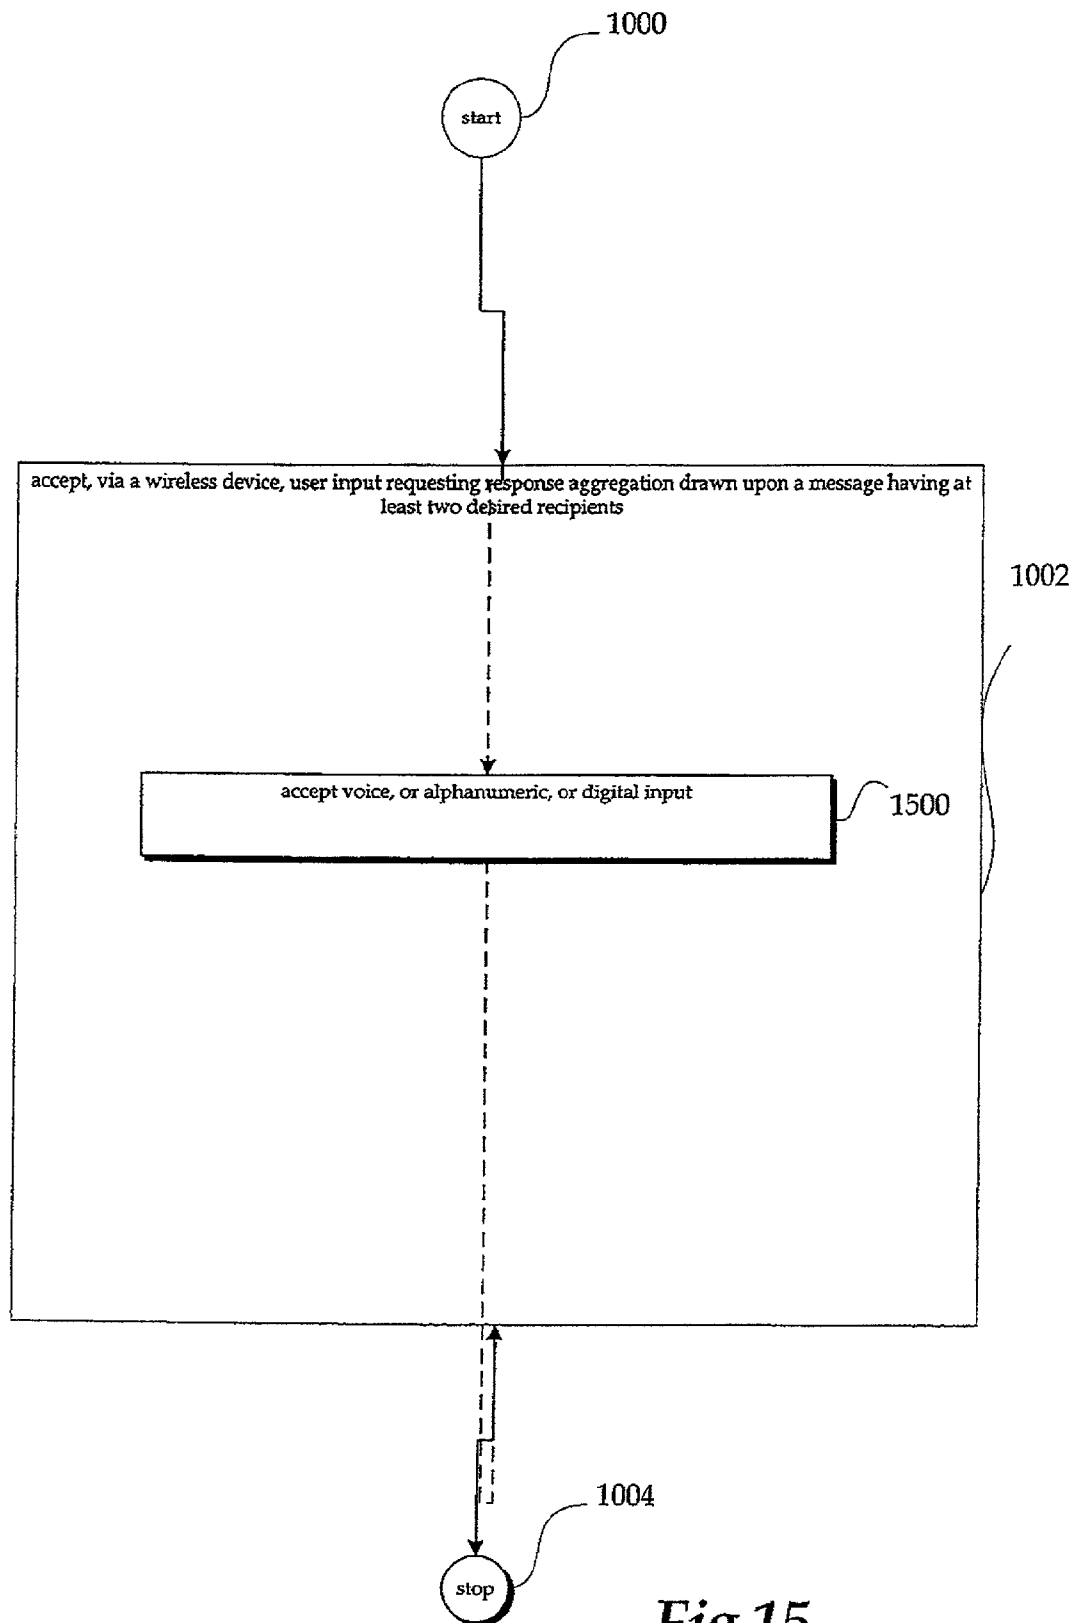 1000
start
accept, via a wireless device, user input requesting response aggregation drawn upon a message having at
least two desired recipients
1002
accept voice, or alphanumeric, or digital input
1500
1004
stop
Fig.15